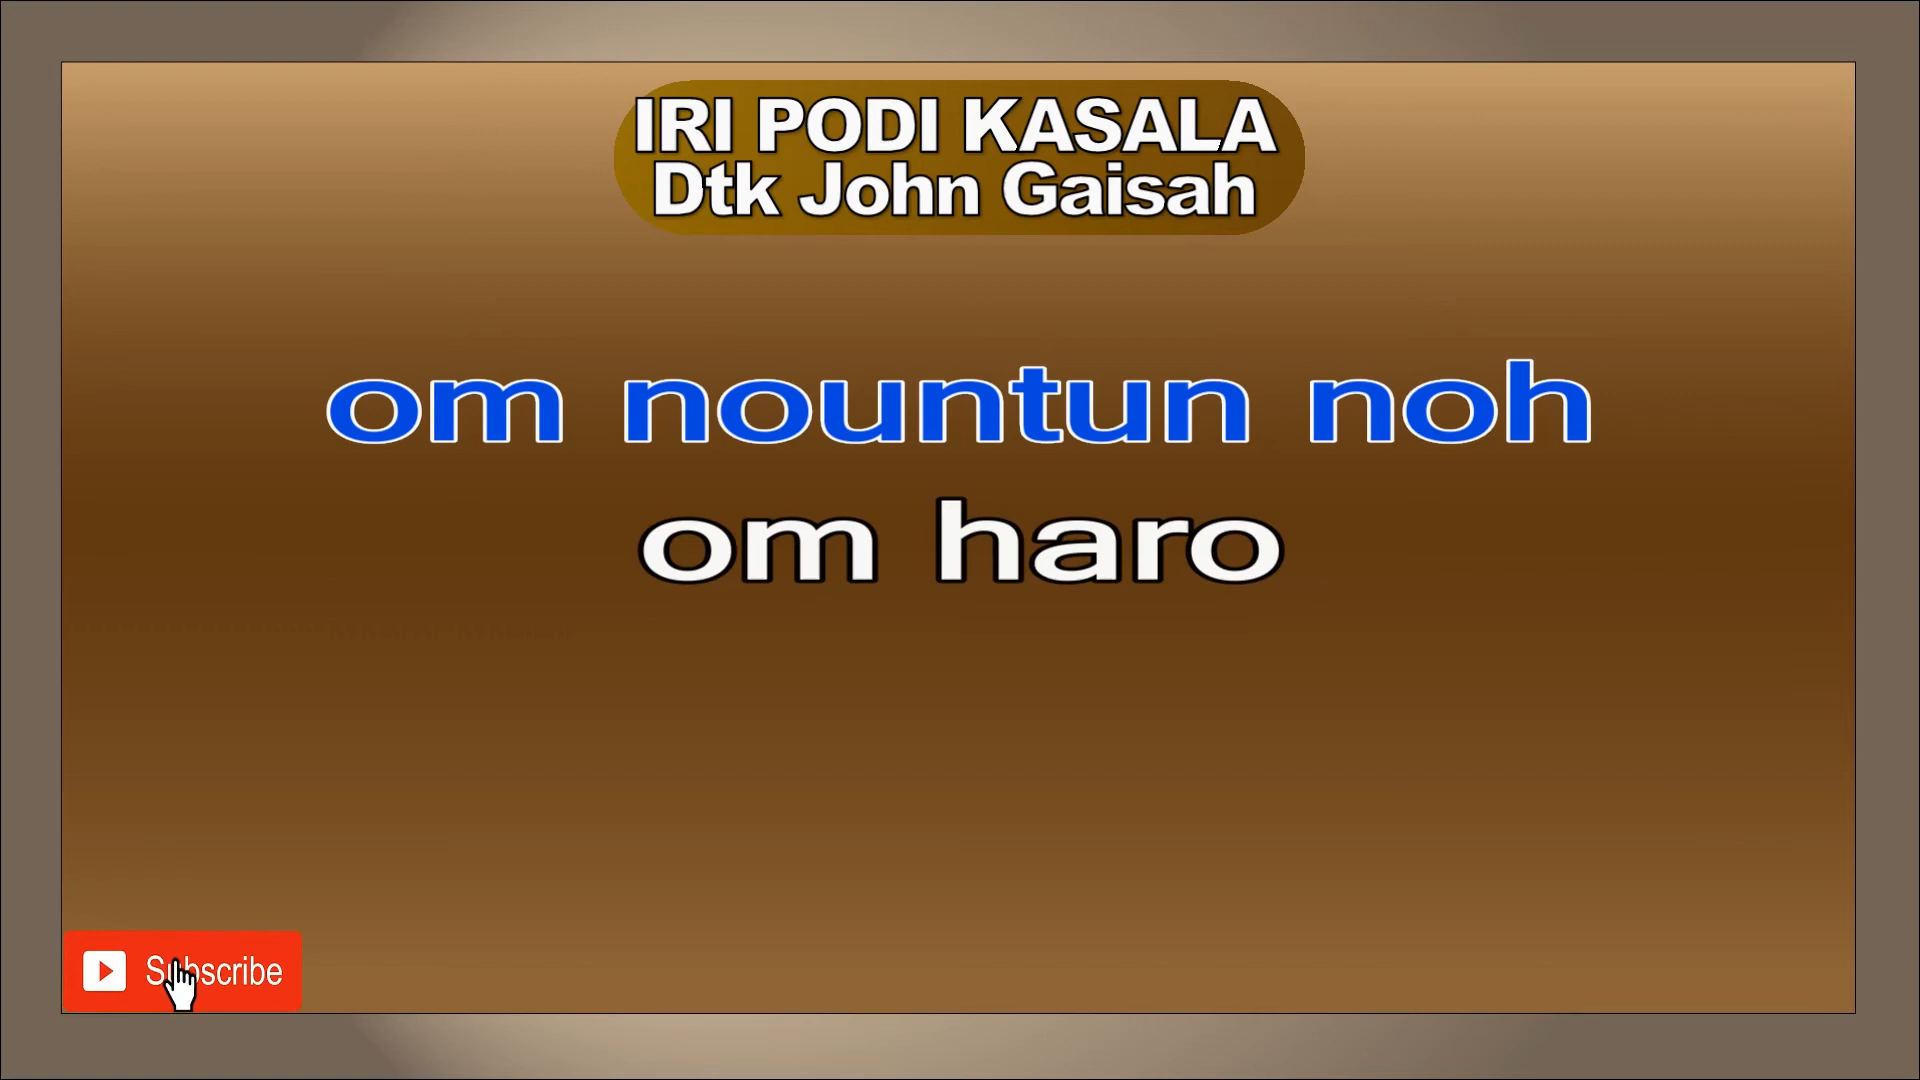 IRI PODI KASALA
Dtk John Gaisah
om nountun noh
om haro
Subscribe